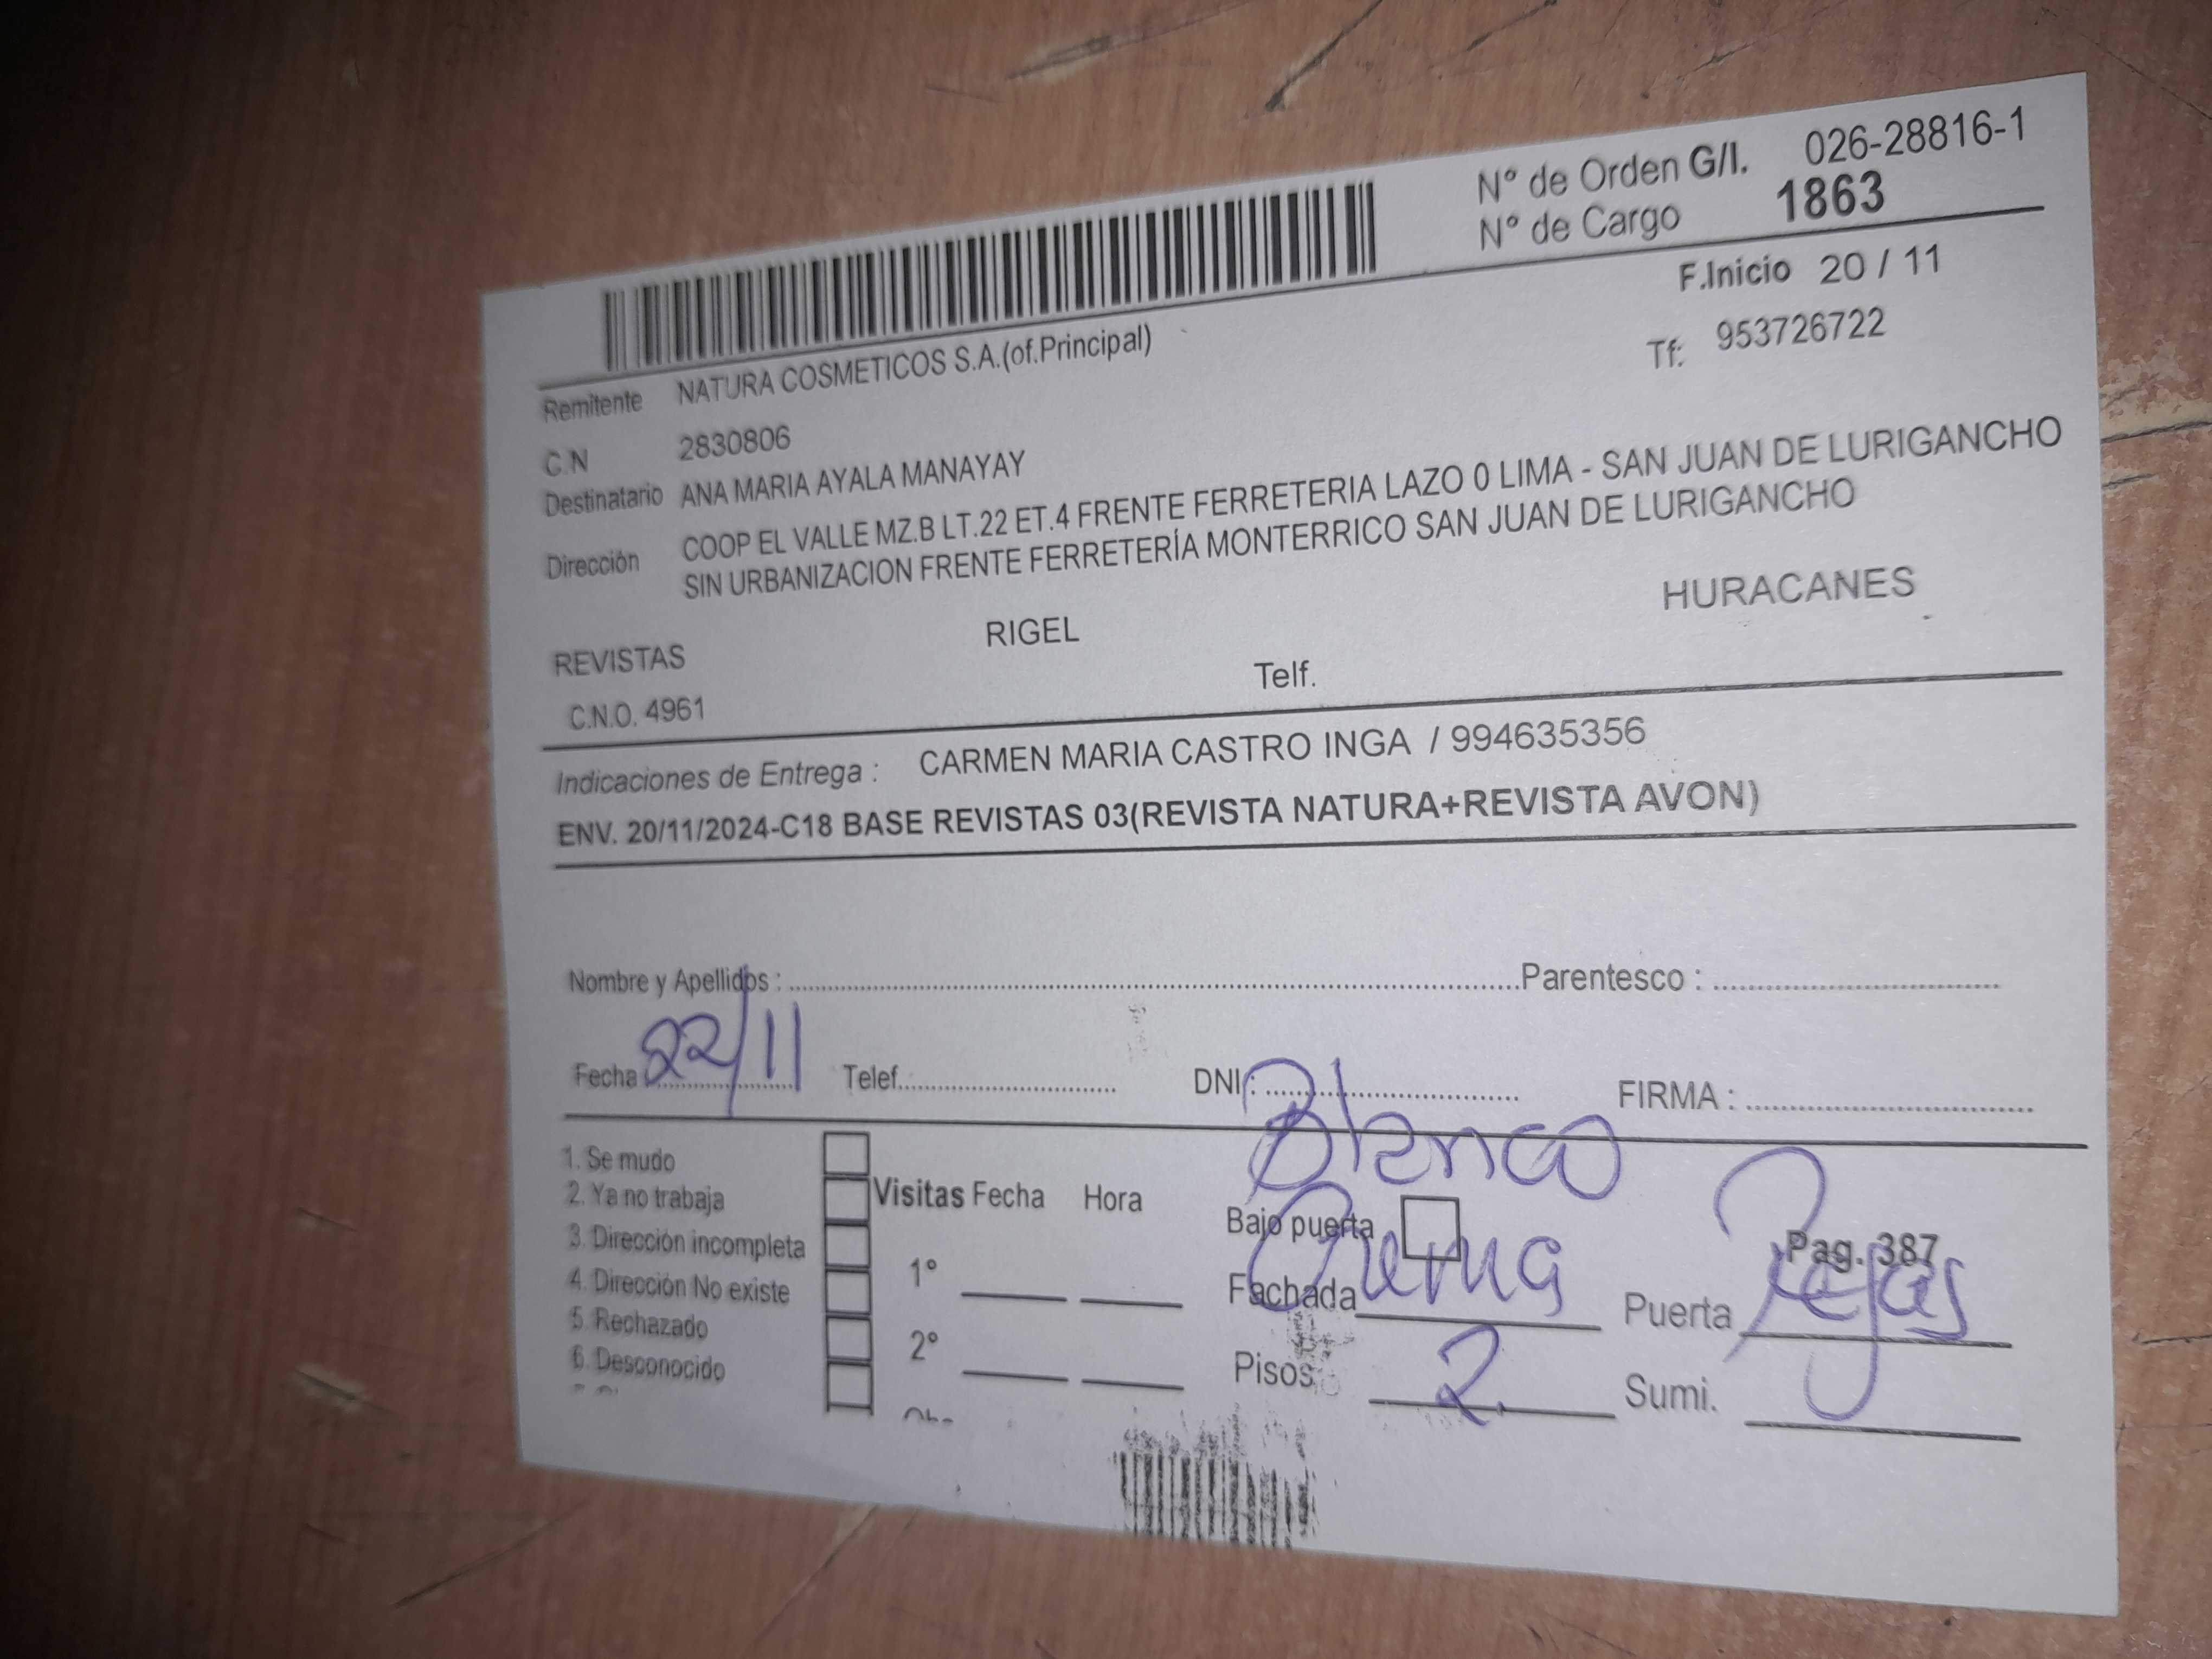 Nº de Orden G/I. 026-28816-1
Nº de Cargo 1863
F.Inicio 20 / 11
Remitente NATURA COSMETICOS S.A.(of.Principal) Tf: 953726722
C.N 2830806
Destinatario ANA MARIA AYALA MANAYAY
Dirección COOP EL VALLE MZ.B LT.22 ET.4 FRENTE FERRETERIA LAZO 0 LIMA - SAN JUAN DE LURIGANCHO
SIN URBANIZACION FRENTE FERRETERÍA MONTERRICO SAN JUAN DE LURIGANCHO
REVISTAS RIGEL HURACANES
C.N.O. 4961 Telf.
Indicaciones de Entrega : CARMEN MARIA CASTRO INGA / 994635356
ENV. 20/11/2024-C18 BASE REVISTAS 03(REVISTA NATURA+REVISTA AVON)
Nombre y Apellidos : Parentesco :
Fecha 22/11 Telef. DNI : FIRMA :
Blanco
1. Se mudo
2. Ya no trabaja Visitas Fecha Hora Bajo puerta
3. Dirección incompleta 1º Pag. 387
4. Dirección No existe Fachada Crema Puerta Rejas
5. Rechazado 2º
6. Desconocido Pisos 2. Sumi.